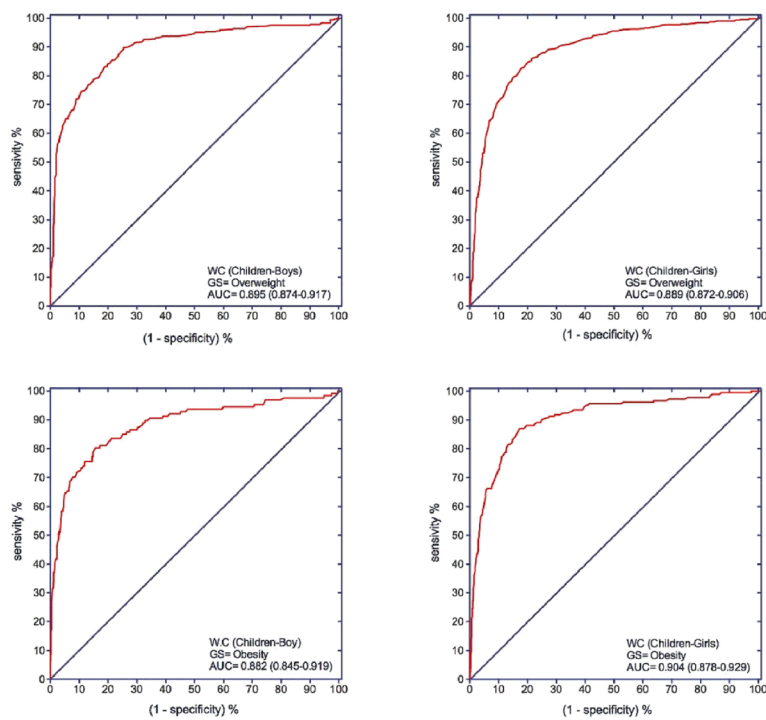 100
90
80
70
60
50
40
30
20
10
0
sensivity %
WC (Children-Boys)
GS= Overweight
AUC= 0.895 (0.874-0.917)
0 10 20 30 40 50 60 70 80 90 100
(1 - specificity) %
100
90
80
70
60
50
40
30
20
10
0
sensivity %
WC (Children-Girls)
GS= Overweight
AUC= 0.889 (0.872-0.906)
0 10 20 30 40 50 60 70 80 90 100
(1 - specificity) %
100
90
80
70
60
50
40
30
20
10
0
sensivity %
W.C (Children-Boy)
GS= Obesity
AUC= 0.882 (0.845-0.919)
0 10 20 30 40 50 60 70 80 90 100
(1 - specificity) %
100
90
80
70
60
50
40
30
20
10
0
sensivity %
WC (Children-Girls)
GS= Obesity
AUC= 0.904 (0.878-0.929)
0 10 20 30 40 50 60 70 80 90 100
(1 - specificity) %